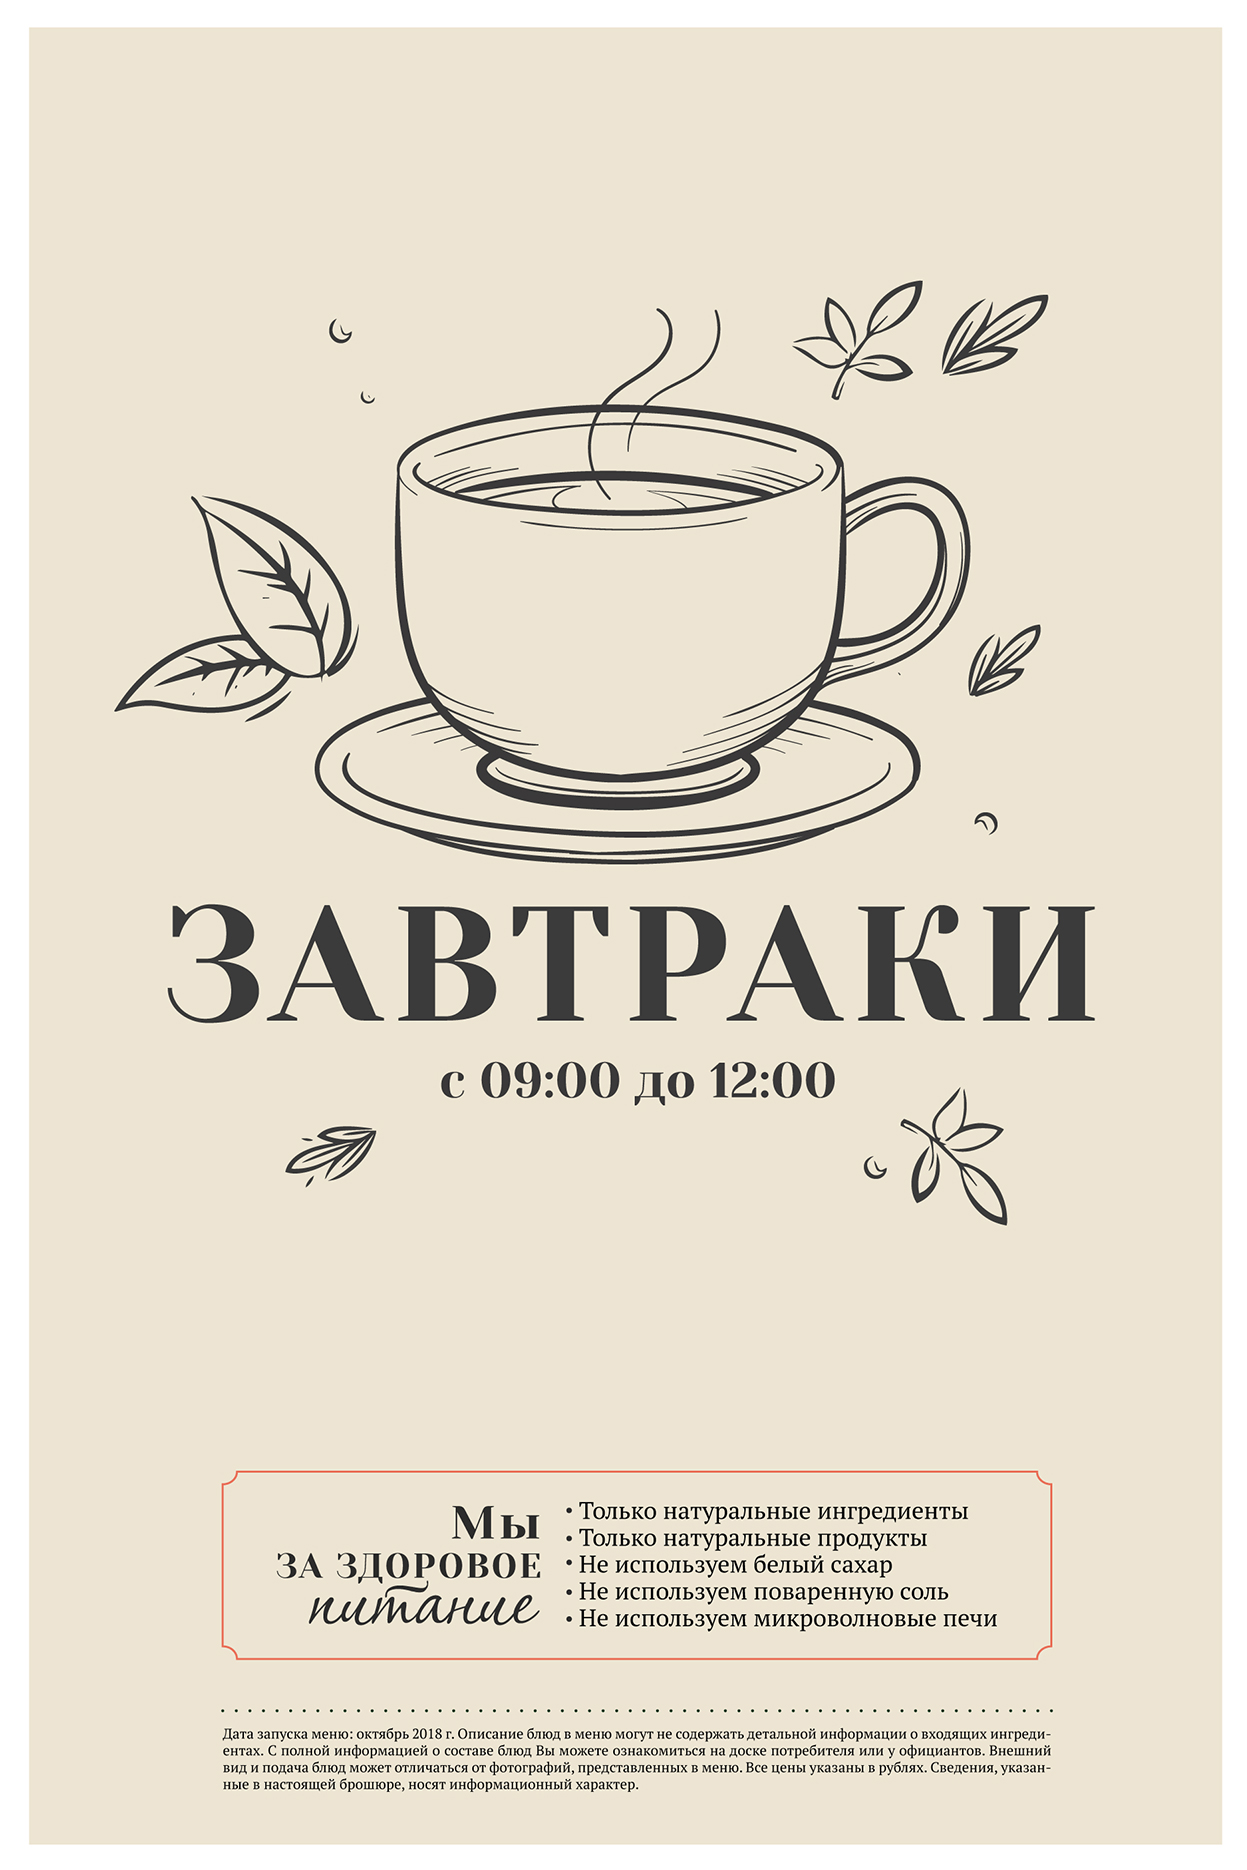 ЗАВТРАКИ
с 09:00 до 12:00
Мы
ЗА ЗДОРОВОЕ
питание
• Только натуральные ингредиенты
• Только натуральные продукты
• Не используем белый сахар
• Не используем поваренную соль
• Не используем микроволновые печи
Дата запуска меню: октябрь 2018 г. Описание блюд в меню могут не содержать детальной информации о входящих ингреди-
ентах. С полной информацией о составе блюд Вы можете ознакомиться на доске потребителя или у официантов. Внешний
вид и подача блюд может отличаться от фотографий, представленных в меню. Все цены указаны в рублях. Сведения, указан-
ные в настоящей брошюре, носят информационный характер.